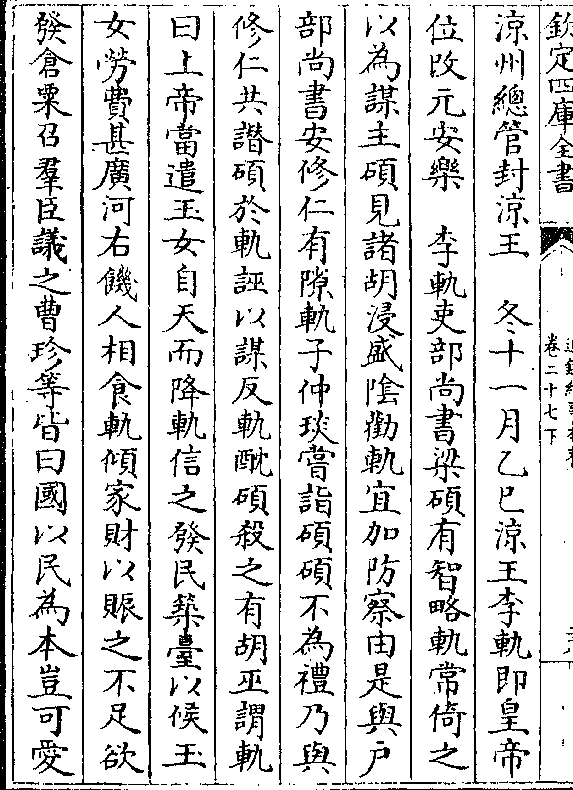 欽定四庫全書
卷二十七下
涼州總管封涼王　冬十一月乙巳涼王李軌即皇帝
位改元安樂　李軌吏部尚書梁碩有智略軌常倚之
以為謀主碩見諸胡浸盛陰勸軌宜加防察由是與戶
部尚書安修仁有隙軌子仲琰嘗詣碩碩不為禮乃與
修仁共譖碩於軌誣以謀反軌酖碩殺之有胡巫謂軌
曰上帝當遣玉女自天而降軌信之發民築臺以候玉
女勞費甚廣河右饑人相食軌傾家財以賑之不足欲
發倉粟召羣臣議之曹珍等皆曰國以民為本豈可愛